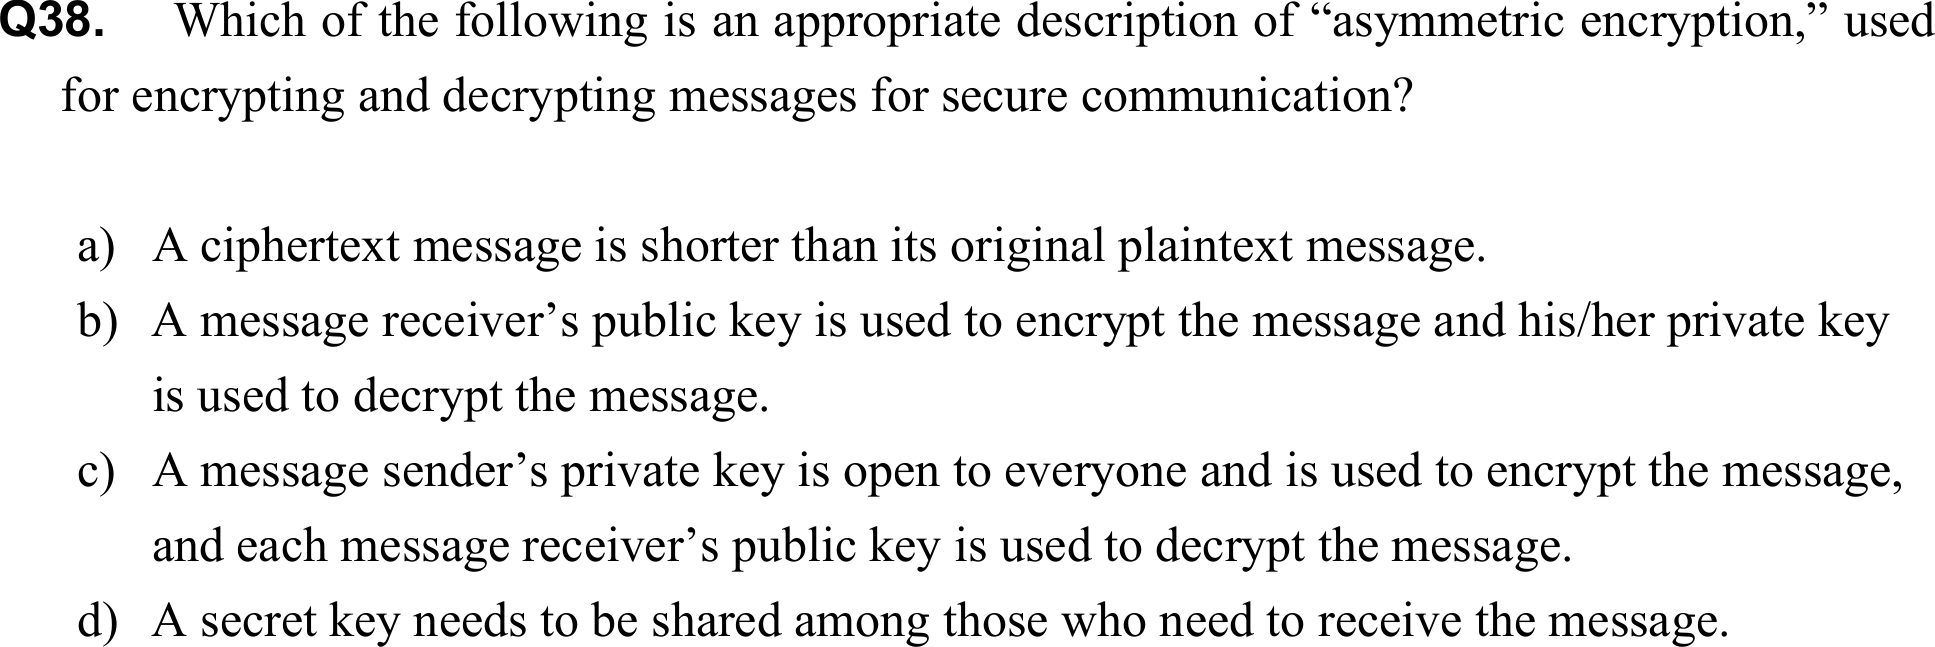 Q38. Which of the following is an appropriate description of “asymmetric encryption,” used
for encrypting and decrypting messages for secure communication?
a) A ciphertext message is shorter than its original plaintext message.
b) A message receiver’s public key is used to encrypt the message and his/her private key
is used to decrypt the message.
c) A message sender’s private key is open to everyone and is used to encrypt the message,
and each message receiver’s public key is used to decrypt the message.
d) A secret key needs to be shared among those who need to receive the message.